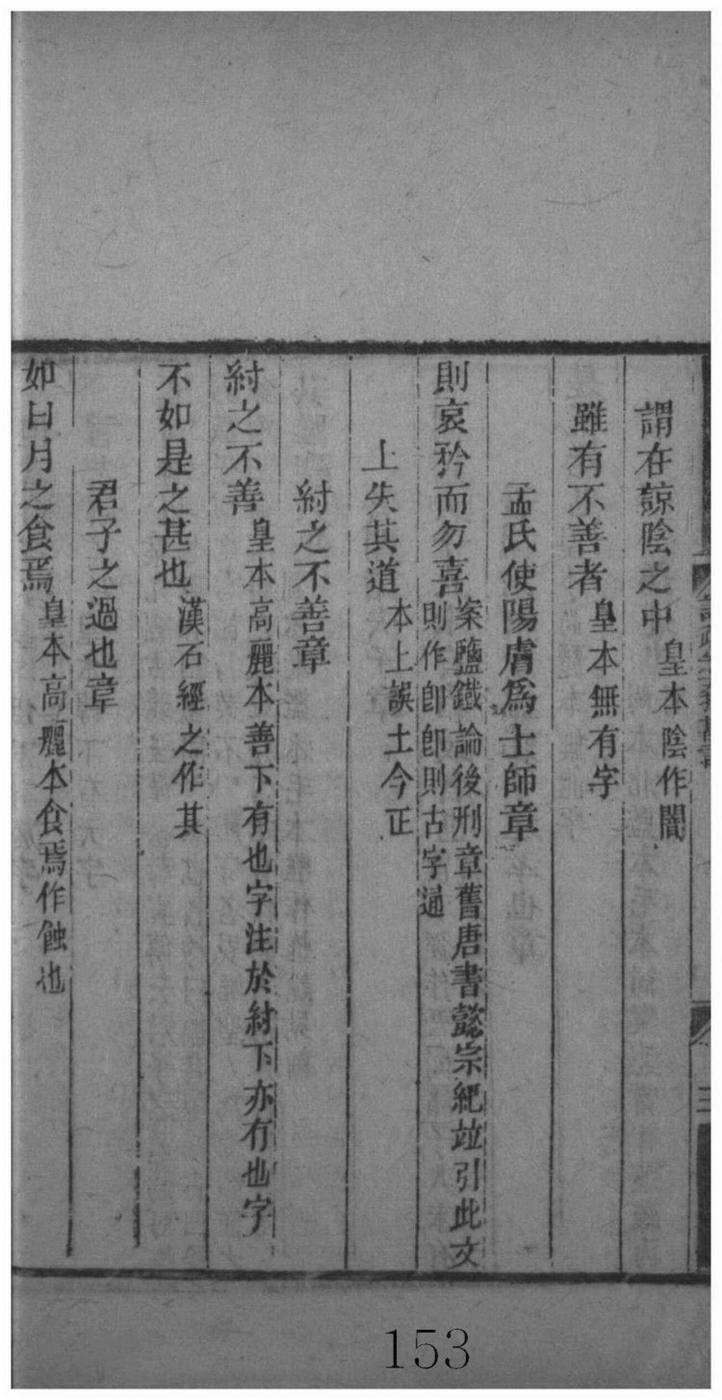 謂在諒陰之中皇本陰作闇
雖有不善者皇本無有字
孟氏使陽膚爲士師章
則哀矜而勿喜案鹽鐵論後刑章舊唐書懿宗紀竝引此文
則作卽卽則古字通
上失其道本上誤土今正
紂之不善章
紂之不善皇本高麗本善下有也字注於紂下亦有也字
不如是之甚也漢石經之作其
君子之過也章
如日月之食焉皇本高麗本食焉作蝕也
153